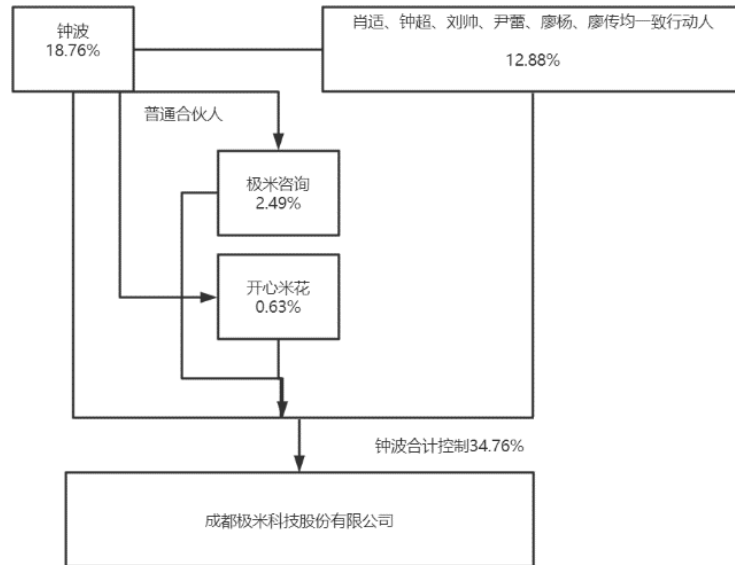 钟波
18.76%
肖适、钟超、刘帅、尹蕾、廖杨、廖传均一致行动人
12.88%
普通合伙人
极米咨询
2.49%
开心米花
0.63%
钟波合计控制34.76%
成都极米科技股份有限公司